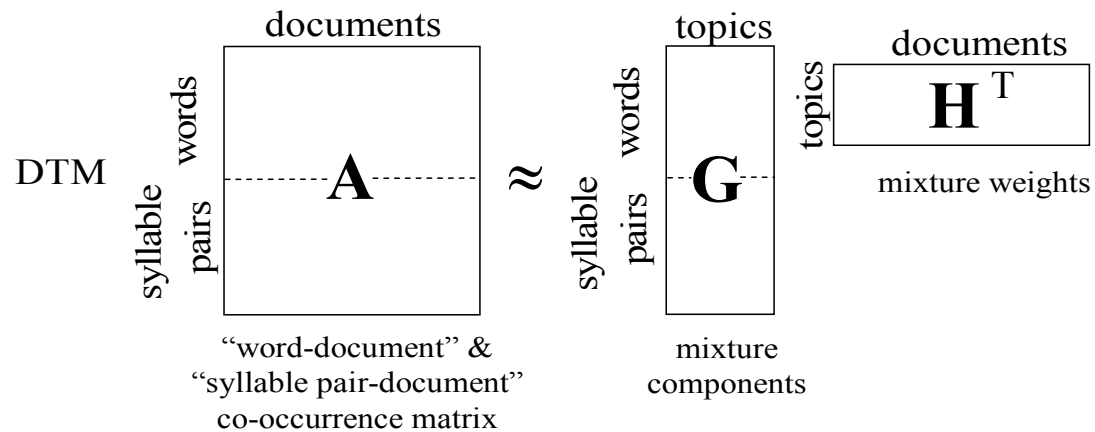 documents
topics
documents
words
words
topics
H T
DTM
A
≈
G
mixture weights
syllable
pairs
syllable
pairs
“word-document” &
“syllable pair-document”
co-occurrence matrix
mixture
components